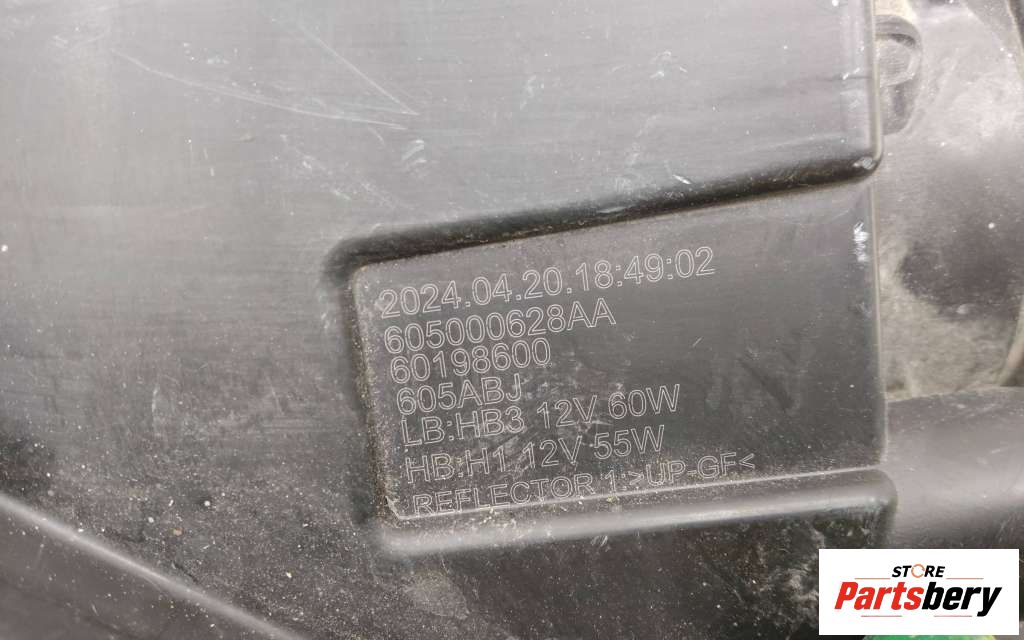 2024.04.20.18:49:02
605000628AA
60198600
605ABJ
LB:HB3 12V 60W
HB:H1 12V 55W
REFLECTOR 1:>UP-GF<
STORE
Partsbery